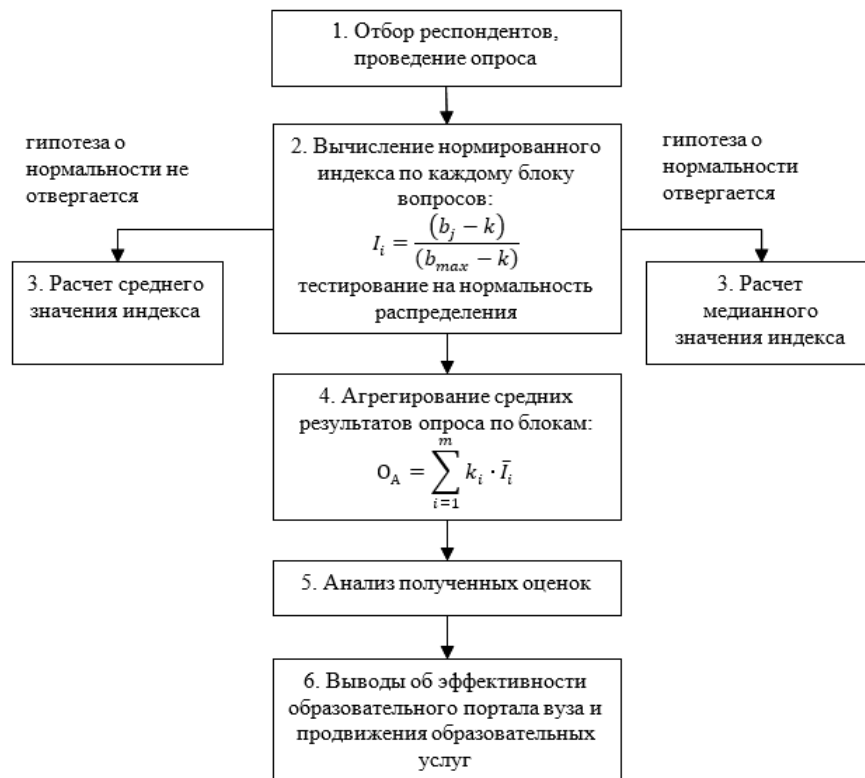 1. Отбор респондентов,
проведение опроса
гипотеза о
нормальности не
отвергается
2. Вычисление нормированного
индекса по каждому блоку
вопросов:
I_i = (b_j − k) / (b_max − k)
тестирование на нормальность
распределения
гипотеза о
нормальности
отвергается
3. Расчет среднего
значения индекса
3. Расчет
медианного
значения индекса
4. Агрегирование средних
результатов опроса по блокам:
O_A = ∑_{i=1}^{m} k_i · Ī_i
5. Анализ полученных оценок
6. Выводы об эффективности
образовательного портала вуза и
продвижения образовательных
услуг